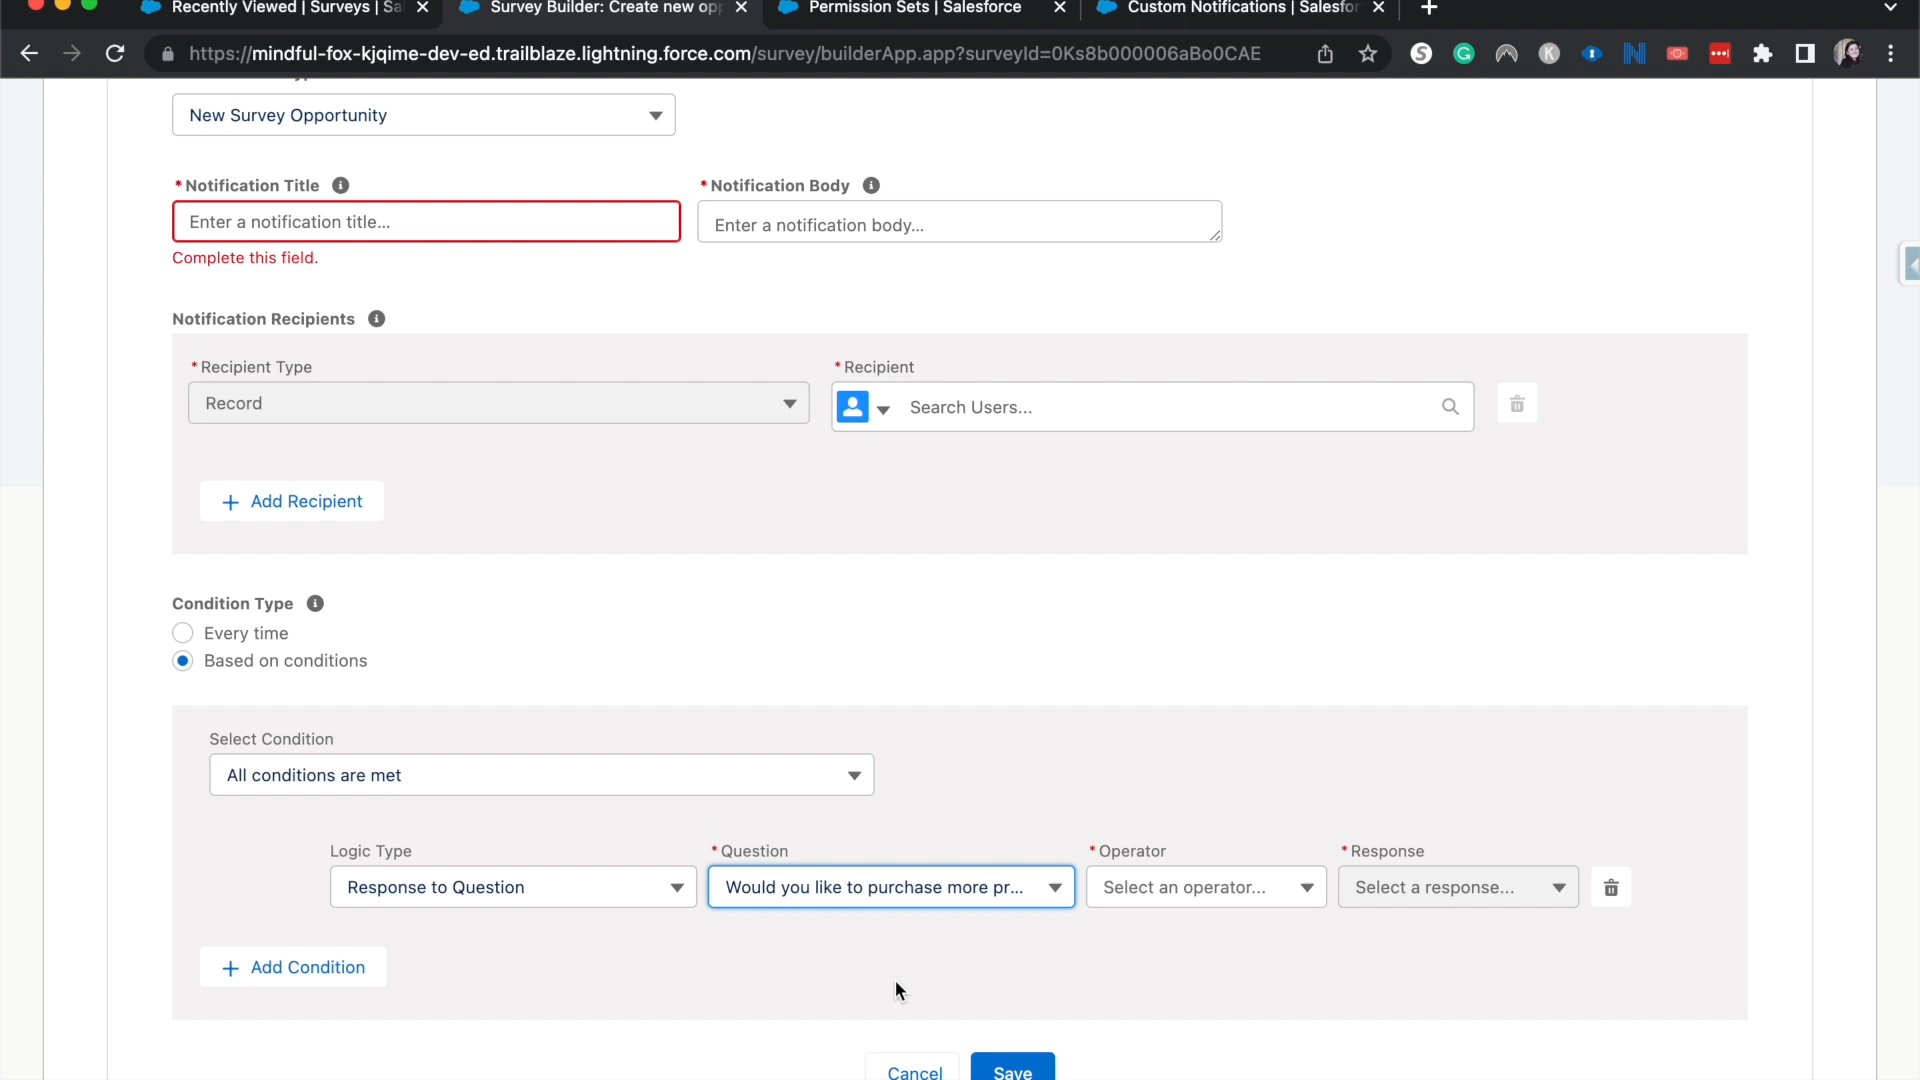 Recently Viewed | Surveys | Sa
Survey Builder: Create new opp
Permission Sets | Salesforce
Custom Notifications | Salesfor
https://mindful-fox-kjqime-dev-ed.trailblaze.lightning.force.com/survey/builderApp.app?surveyId=0Ks8b000006aBo0CAE
New Survey Opportunity
* Notification Title
* Notification Body
Enter a notification title...
Enter a notification body...
Complete this field.
Notification Recipients
* Recipient Type
* Recipient
Record
Search Users...
+ Add Recipient
Condition Type
Every time
Based on conditions
Select Condition
All conditions are met
Logic Type
* Question
* Operator
* Response
Response to Question
Would you like to purchase more pr...
Select an operator...
Select a response...
+ Add Condition
Cancel
Save